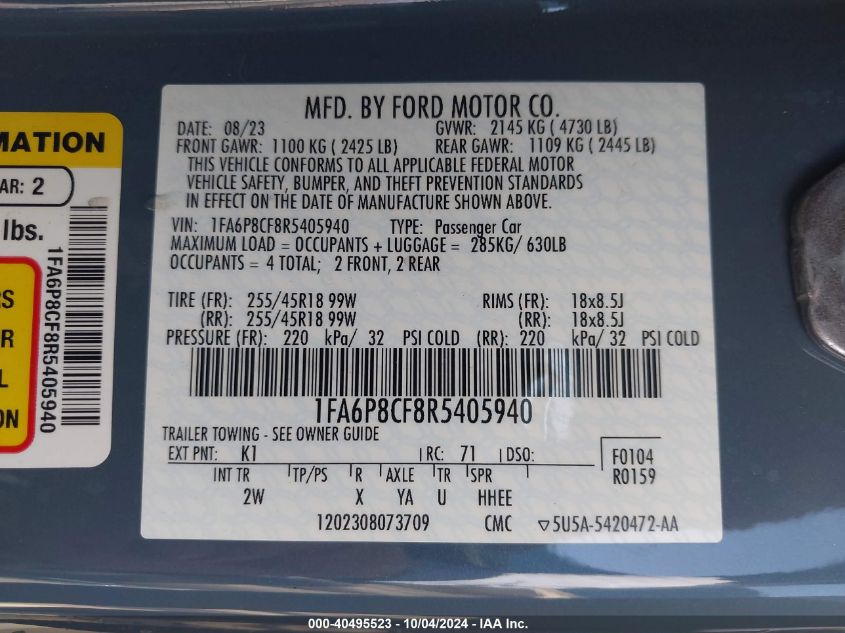 MATION
AR: 2
lbs.
RS
R
L
R
1FA6P8CF8R5405940
MFD. BY FORD MOTOR CO.
DATE: 08/23 GVWR: 2145 KG ( 4730 LB)
FRONT GAWR: 1100 KG ( 2425 LB) REAR GAWR: 1109 KG ( 2445 LB)
THIS VEHICLE CONFORMS TO ALL APPLICABLE FEDERAL MOTOR
VEHICLE SAFETY, BUMPER, AND THEFT PREVENTION STANDARDS
IN EFFECT ON THE DATE OF MANUFACTURE SHOWN ABOVE.
VIN: 1FA6P8CF8R5405940 TYPE: Passenger Car
MAXIMUM LOAD = OCCUPANTS + LUGGAGE = 285KG/ 630LB
OCCUPANTS = 4 TOTAL; 2 FRONT, 2 REAR
TIRE (FR): 255/45R18 99W RIMS (FR): 18x8.5J
(RR): 255/45R18 99W (RR): 18x8.5J
PRESSURE (FR): 220 kPa/ 32 PSI COLD (RR): 220 kPa/ 32 PSI COLD
1FA6P8CF8R5405940
TRAILER TOWING - SEE OWNER GUIDE
EXT PNT: K1 RC: 71 DSO: F0104
R0159
INT TR TP/PS R AXLE TR SPR
2W X YA U HHEE
1202308073709 CMC ▽5U5A-5420472-AA
000-40495523 - 10/04/2024 - IAA Inc.